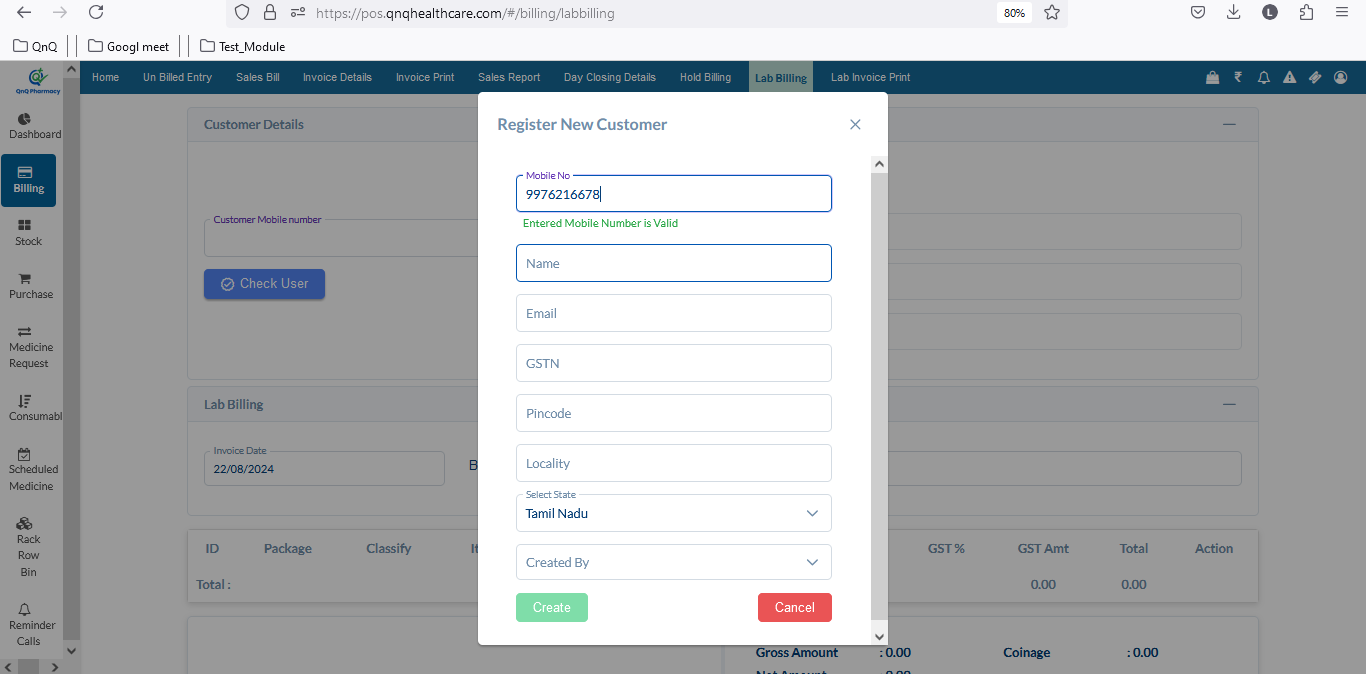 https://pos.qnqhealthcare.com/#/billing/labbilling 80% L
QnQ Googl meet Test_Module
QnQ Pharmacy
Home Un Billed Entry Sales Bill Invoice Details Invoice Print Sales Report Day Closing Details Hold Billing Lab Billing Lab Invoice Print
Dashboard
Billing
Stock
Purchase
Medicine
Request
Consumabl
Scheduled
Medicine
Rack
Row
Bin
Reminder
Calls
Customer Details
Customer Mobile number
Check User
Lab Billing
Invoice Date
22/08/2024
B
ID Package Classify It GST % GST Amt Total Action
Total : 0.00 0.00
Gross Amount : 0.00 Coinage : 0.00
Net Amount : 0.00
Register New Customer
Mobile No
9976216678
Entered Mobile Number is Valid
Name
Email
GSTN
Pincode
Locality
Select State
Tamil Nadu
Created By
Create Cancel